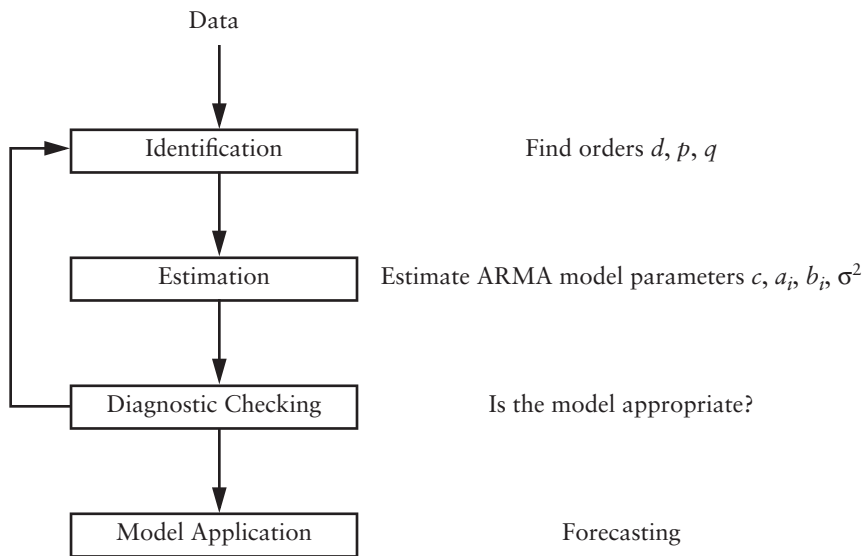 Data
Identification
Find orders d, p, q
Estimation
Estimate ARMA model parameters c, aᵢ, bᵢ, σ²
Diagnostic Checking
Is the model appropriate?
Model Application
Forecasting